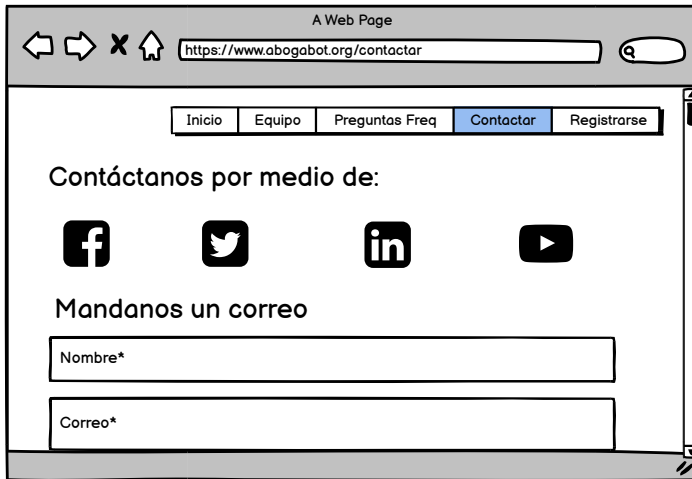 A Web Page
https://www.abogabot.org/contactar
Inicio Equipo Preguntas Freq Contactar Registrarse
Contáctanos por medio de:
Mandanos un correo
Nombre*
Correo*